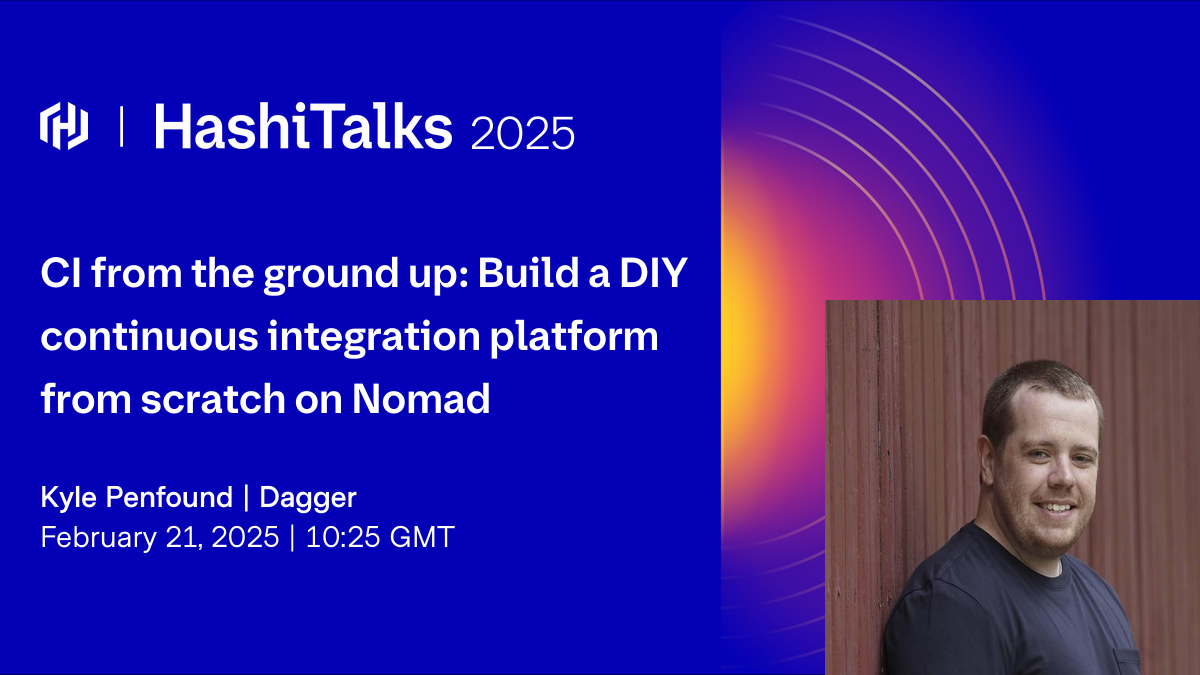 HashiTalks 2025
CI from the ground up: Build a DIY
continuous integration platform
from scratch on Nomad
Kyle Penfound | Dagger
February 21, 2025 | 10:25 GMT